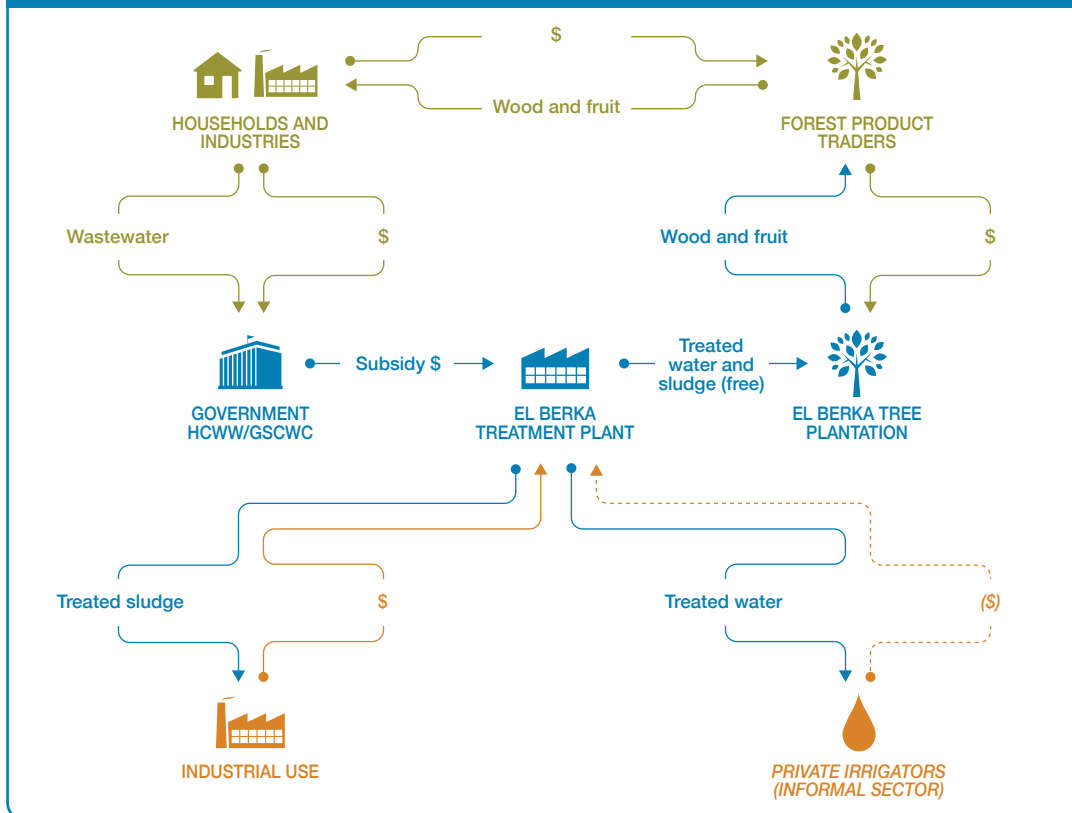 $
Wood and fruit
HOUSEHOLDS AND
INDUSTRIES
FOREST PRODUCT
TRADERS
Wastewater
$
Wood and fruit
$
Subsidy $
Treated
water and
sludge (free)
GOVERNMENT
HCWW/GSCWC
EL BERKA
TREATMENT PLANT
EL BERKA TREE
PLANTATION
Treated sludge
$
Treated water
($)
INDUSTRIAL USE
PRIVATE IRRIGATORS
(INFORMAL SECTOR)